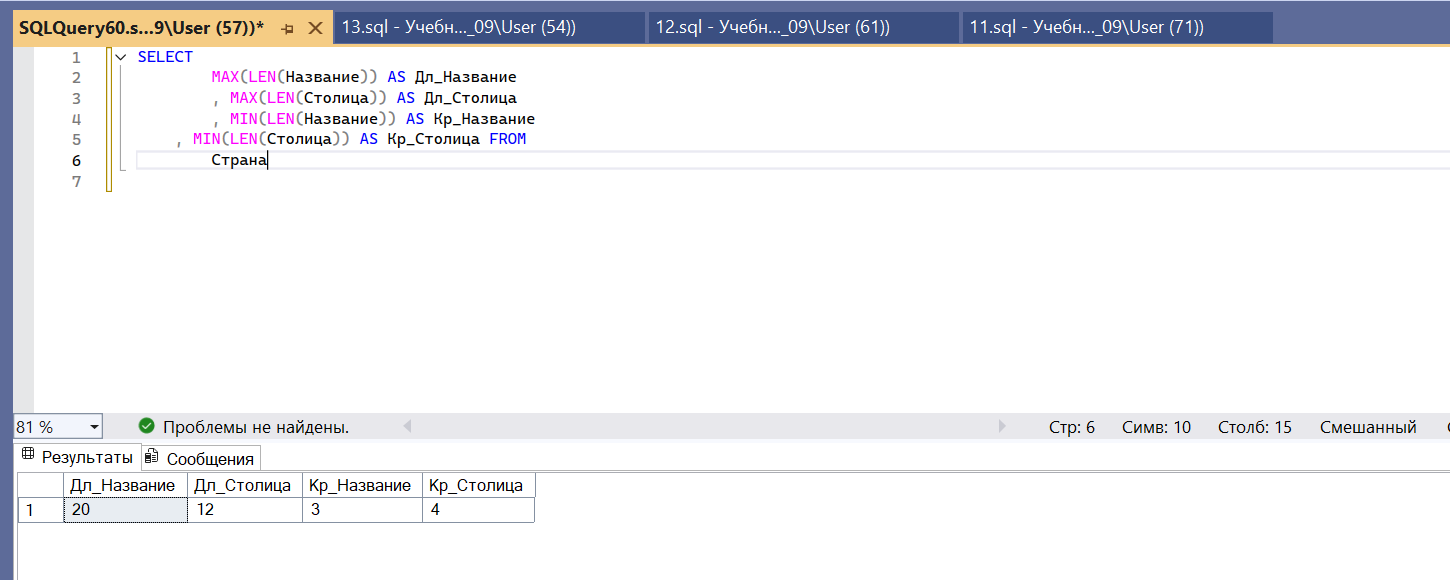 SQLQuery60.s...9\User (57))* 13.sql - Учебн..._09\User (54)) 12.sql - Учебн..._09\User (61)) 11.sql - Учебн..._09\User (71))
1 SELECT
2 MAX(LEN(Название)) AS Дл_Название
3 , MAX(LEN(Столица)) AS Дл_Столица
4 , MIN(LEN(Название)) AS Кр_Название
5 , MIN(LEN(Столица)) AS Кр_Столица FROM
6 Страна
7
81 % Проблемы не найдены. Стр: 6 Симв: 10 Столб: 15 Смешанный
Результаты Сообщения
Дл_Название Дл_Столица Кр_Название Кр_Столица
1 20 12 3 4